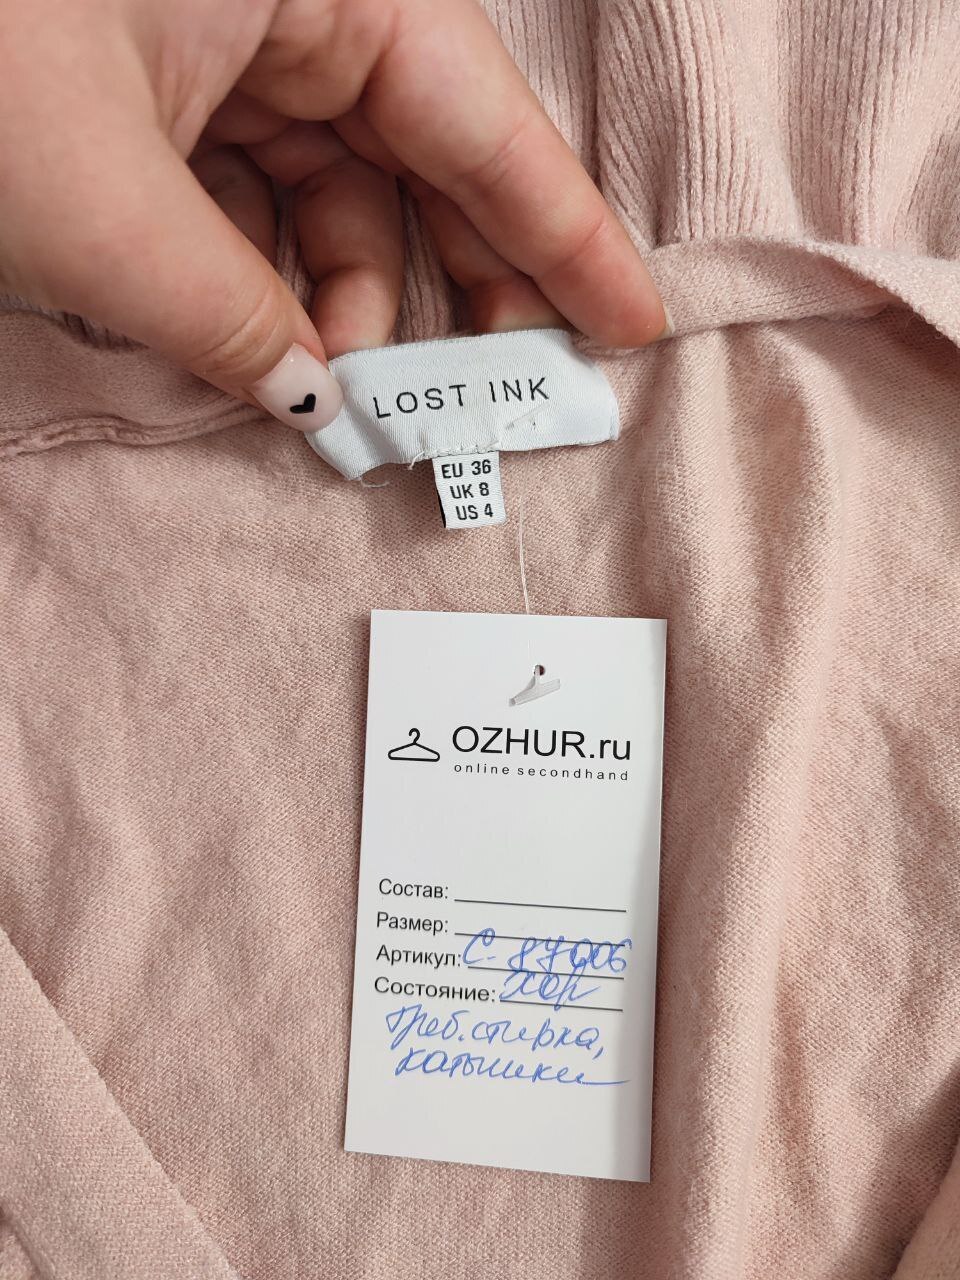 LOST INK
EU 36
UK 8
US 4
OZHUR.ru
online secondhand
Состав:
Размер:
Артикул: С-87006
Состояние: хор
треб. стирка,
катышки